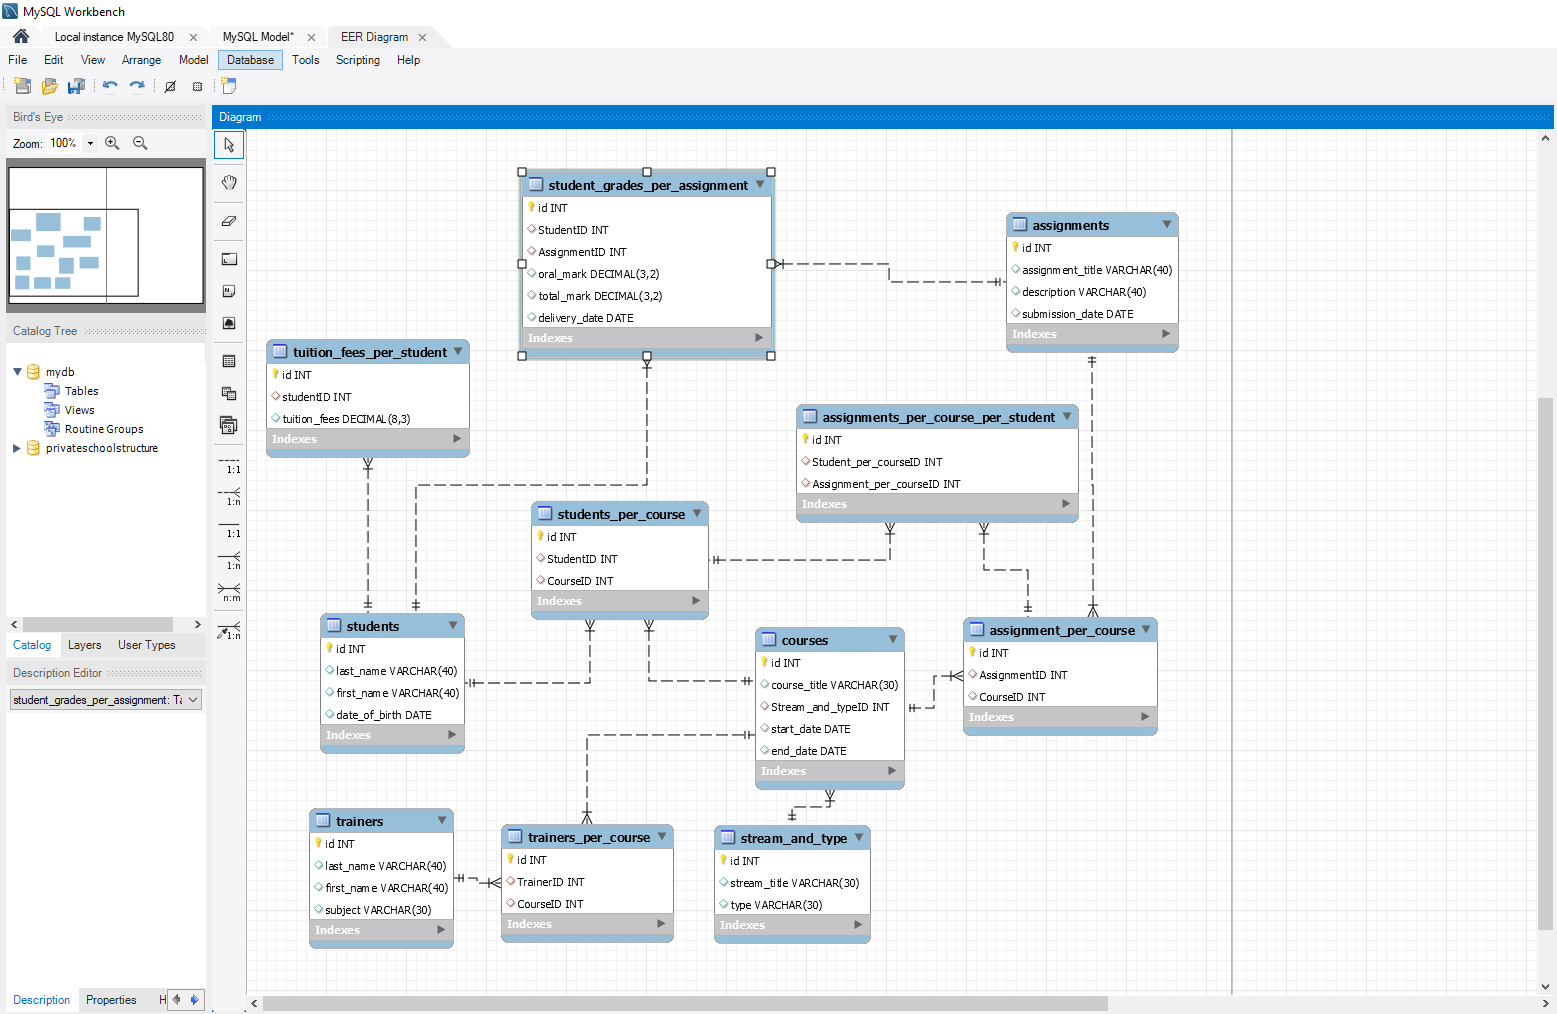 MySQL Workbench
Local instance MySQL80
MySQL Model*
EER Diagram
File Edit View Arrange Model Database Tools Scripting Help
Bird's Eye
Zoom: 100%
Catalog Tree
mydb
Tables
Views
Routine Groups
privateschoolstructure
Catalog Layers User Types
Description Editor
student_grades_per_assignment: Ta
Description Properties H
Diagram
1:1
1:n
1:1
1:n
n:m
1:n
student_grades_per_assignment
id INT
StudentID INT
AssignmentID INT
oral_mark DECIMAL(3,2)
total_mark DECIMAL(3,2)
delivery_date DATE
Indexes
assignments
id INT
assignment_title VARCHAR(40)
description VARCHAR(40)
submission_date DATE
Indexes
tuition_fees_per_student
id INT
studentID INT
tuition_fees DECIMAL(8,3)
Indexes
assignments_per_course_per_student
id INT
Student_per_courseID INT
Assignment_per_courseID INT
Indexes
students_per_course
id INT
StudentID INT
CourseID INT
Indexes
students
id INT
last_name VARCHAR(40)
first_name VARCHAR(40)
date_of_birth DATE
Indexes
courses
id INT
course_title VARCHAR(30)
Stream_and_typeID INT
start_date DATE
end_date DATE
Indexes
assignment_per_course
id INT
AssignmentID INT
CourseID INT
Indexes
trainers
id INT
last_name VARCHAR(40)
first_name VARCHAR(40)
subject VARCHAR(30)
Indexes
trainers_per_course
id INT
TrainerID INT
CourseID INT
Indexes
stream_and_type
id INT
stream_title VARCHAR(30)
type VARCHAR(30)
Indexes